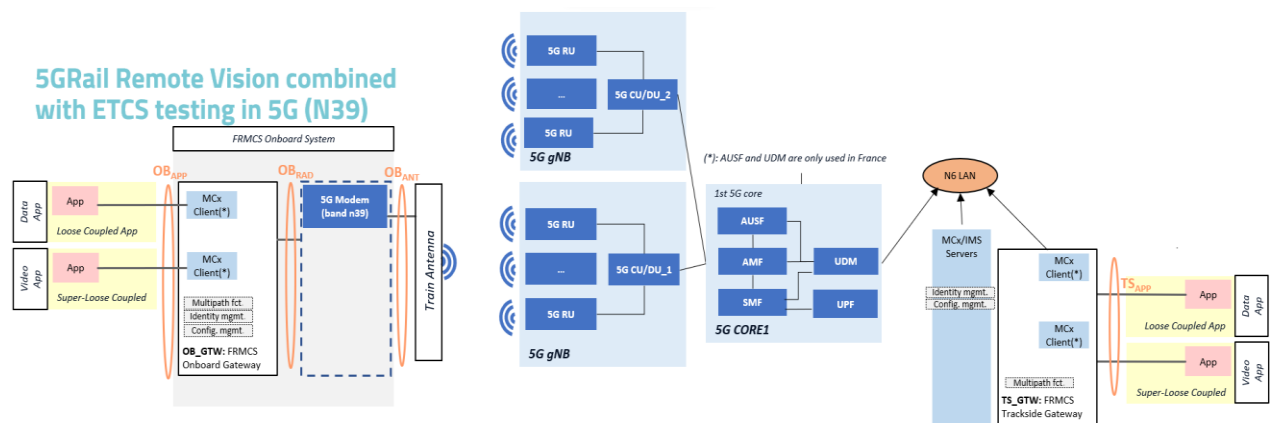 5GRail Remote Vision combined
with ETCS testing in 5G (N39)
FRMCS Onboard System
OB_APP
OB_RAD
OB_ANT
Data
App
App
Loose Coupled App
Video
App
App
Super-Loose Coupled
MCx
Client(*)
MCx
Client(*)
Multipath fct.
Identity mgmt.
Config. mgmt.
OB_GTW: FRMCS
Onboard Gateway
5G Modem
(band n39)
Train Antenna
5G RU
...
5G RU
5G CU/DU_2
5G gNB
5G RU
...
5G RU
5G CU/DU_1
5G gNB
(*): AUSF and UDM are only used in France
1st 5G core
AUSF
AMF
SMF
UDM
UPF
5G CORE1
N6 LAN
MCx/IMS
Servers
Identity mgmt.
Config. mgmt.
MCx
Client(*)
MCx
Client(*)
Multipath fct.
TS_GTW: FRMCS
Trackside Gateway
TS_APP
App
Loose Coupled App
Data
App
App
Super-Loose Coupled
Video
App